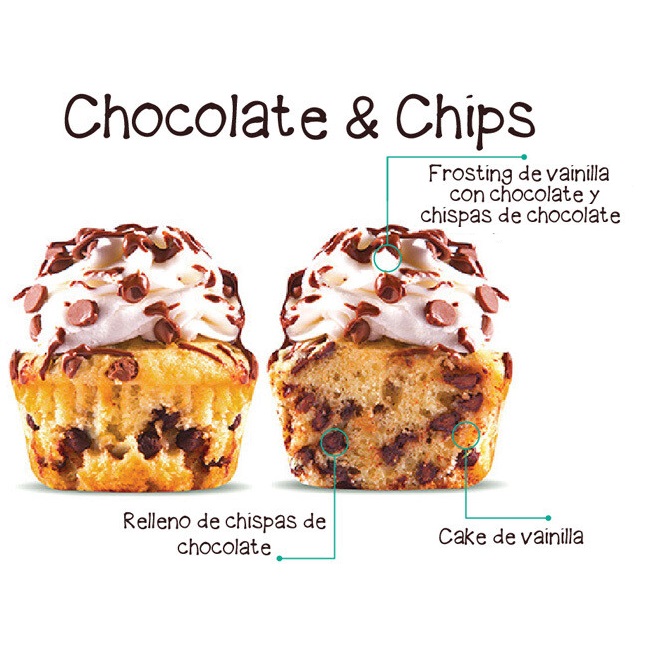 Chocolate & Chips
Frosting de vainilla
con chocolate y
chispas de chocolate
Relleno de chispas de
chocolate
Cake de vainilla